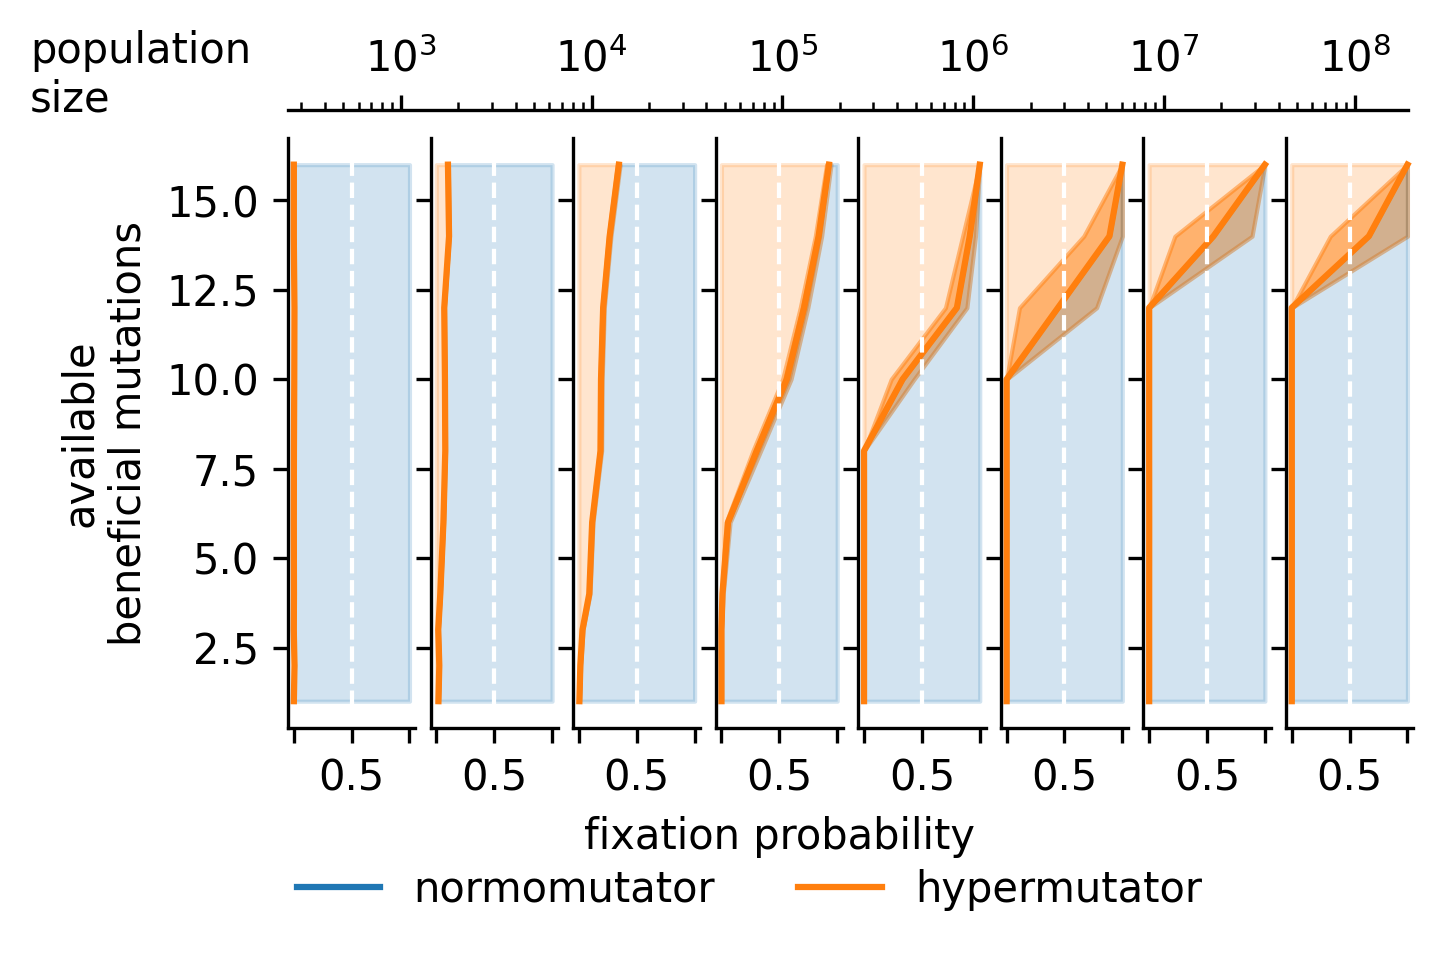 population
size
10³ 10⁴ 10⁵ 10⁶ 10⁷ 10⁸
available
beneficial mutations
15.0
12.5
10.0
7.5
5.0
2.5
0.5 0.5 0.5 0.5 0.5 0.5 0.5 0.5
fixation probability
normomutator hypermutator